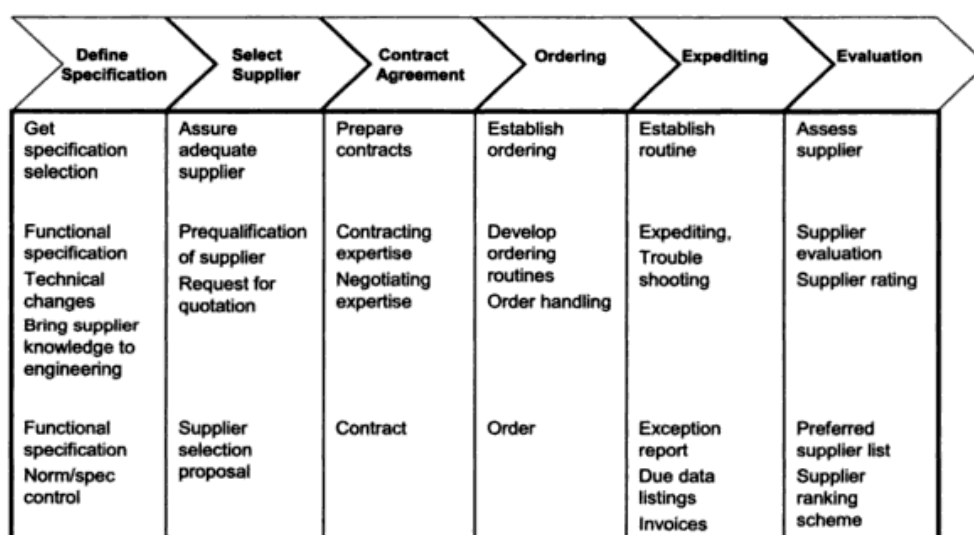 Define
Specification
Select
Supplier
Contract
Agreement
Ordering
Expediting
Evaluation
Get
specification
selection
Assure
adequate
supplier
Prepare
contracts
Establish
ordering
Establish
routine
Assess
supplier
Functional
specification
Technical
changes
Bring supplier
knowledge to
engineering
Prequalification
of supplier
Request for
quotation
Contracting
expertise
Negotiating
expertise
Develop
ordering
routines
Order handling
Expediting,
Trouble
shooting
Supplier
evaluation
Supplier rating
Functional
specification
Norm/spec
control
Supplier
selection
proposal
Contract
Order
Exception
report
Due data
listings
Invoices
Preferred
supplier list
Supplier
ranking
scheme